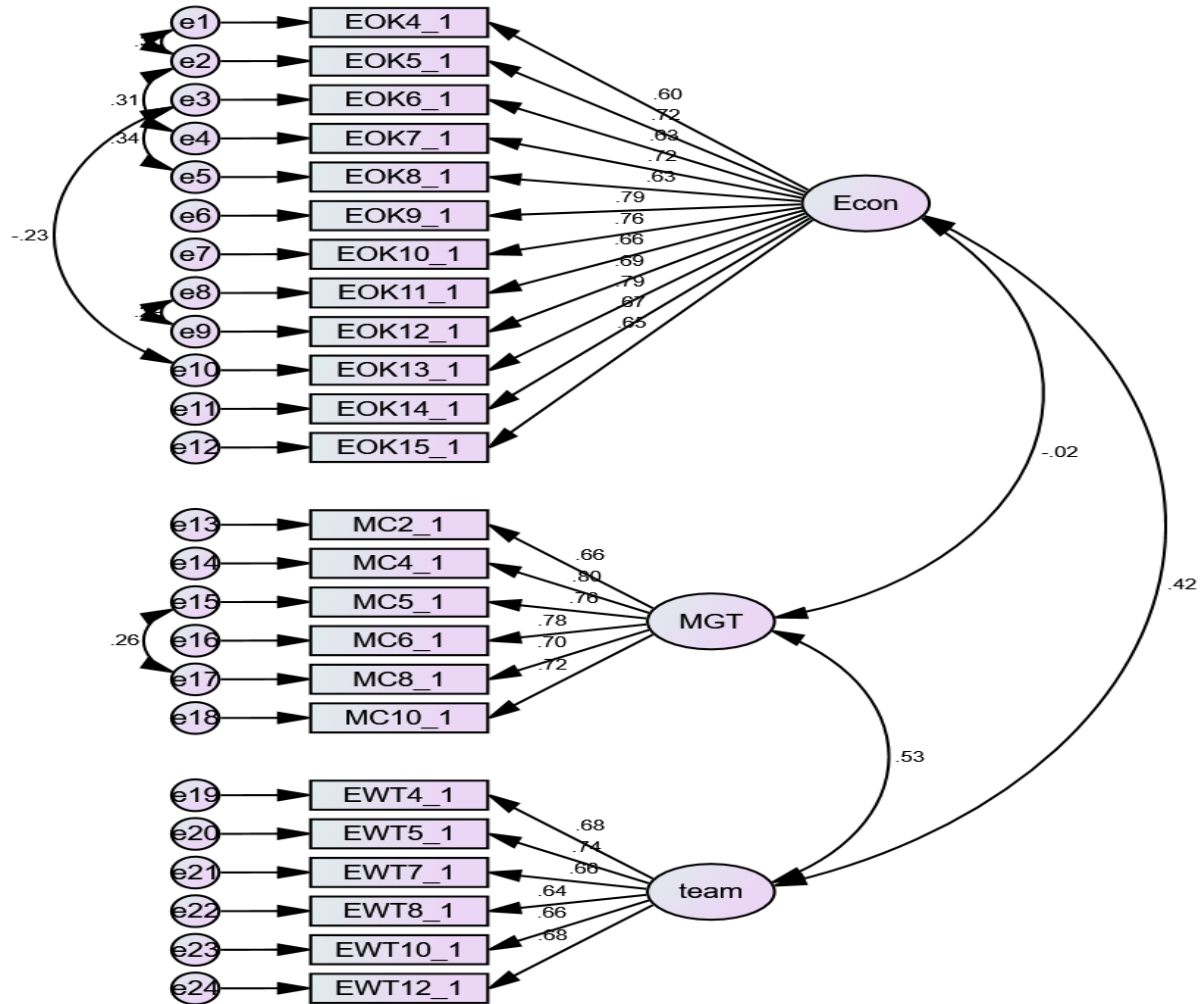 e1 EOK4_1
e2 EOK5_1
.31 e3 EOK6_1
.34 e4 EOK7_1
e5 EOK8_1
e6 EOK9_1
-.23
e7 EOK10_1
e8 EOK11_1
e9 EOK12_1
e10 EOK13_1
e11 EOK14_1
e12 EOK15_1
.60
.72
.63
.72
.63
.79
.76
.66
.69
.79
.67
.65
Econ
-.02
.42
e13 MC2_1
e14 MC4_1
e15 MC5_1
.26 e16 MC6_1
e17 MC8_1
e18 MC10_1
.66
.80
.78
.78
.70
.72
MGT
.53
e19 EWT4_1
e20 EWT5_1
e21 EWT7_1
e22 EWT8_1
e23 EWT10_1
e24 EWT12_1
.68
.74
.64
.66
.68
team